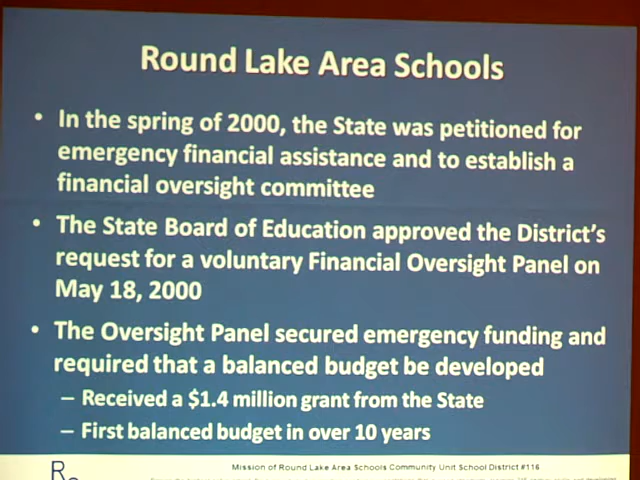 Round Lake Area Schools
• In the spring of 2000, the State was petitioned for
emergency financial assistance and to establish a
financial oversight committee
• The State Board of Education approved the District's
request for a voluntary Financial Oversight Panel on
May 18, 2000
• The Oversight Panel secured emergency funding and
required that a balanced budget be developed
– Received a $1.4 million grant from the State
– First balanced budget in over 10 years
Mission of Round Lake Area Schools Community Unit School District #116
R